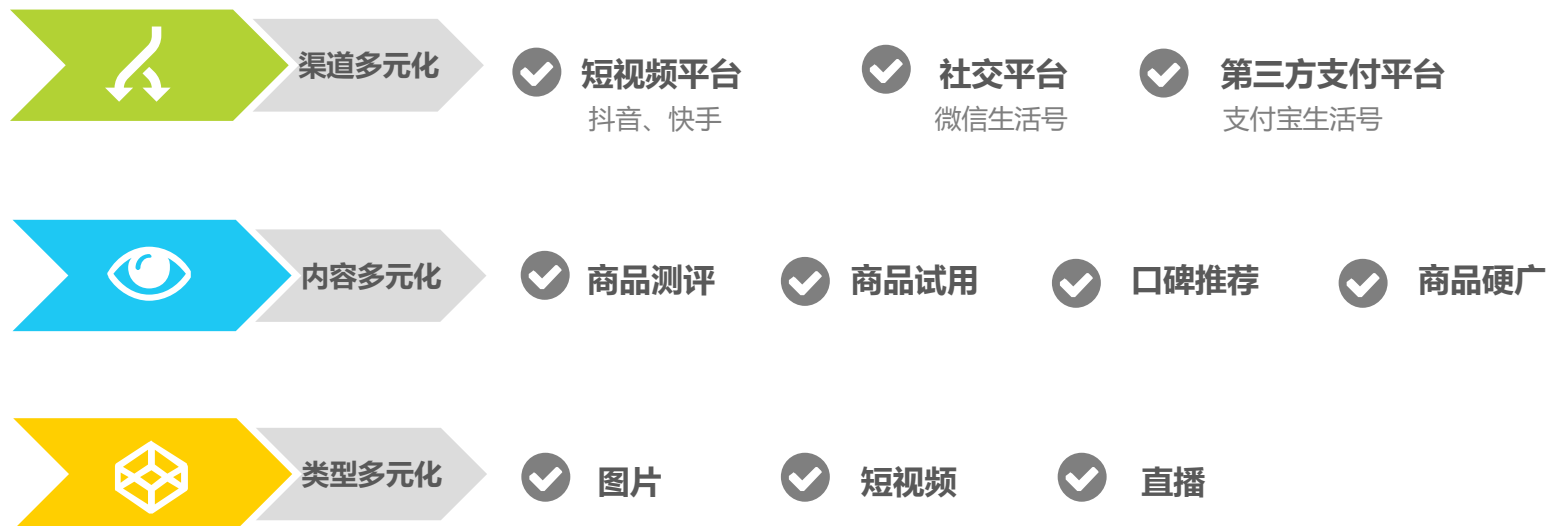 渠道多元化
短视频平台
社交平台
第三方支付平台
抖音、快手
微信生活号
支付宝生活号
内容多元化
商品测评
商品试用
口碑推荐
商品硬广
类型多元化
图片
短视频
直播